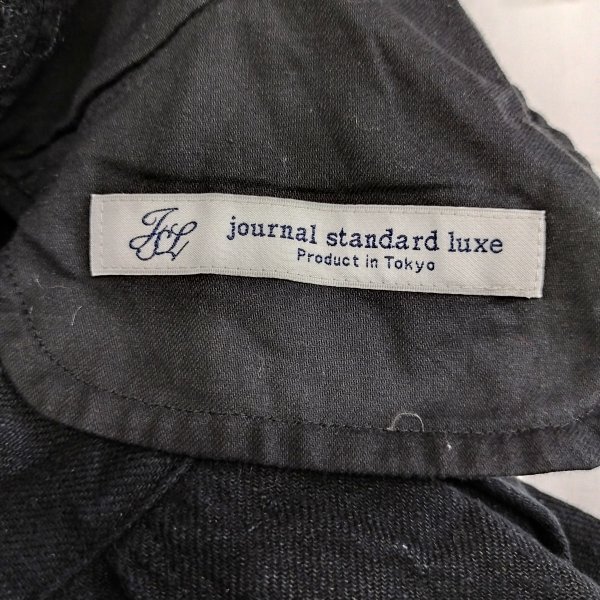 JSL
journal standard luxe
Product in Tokyo